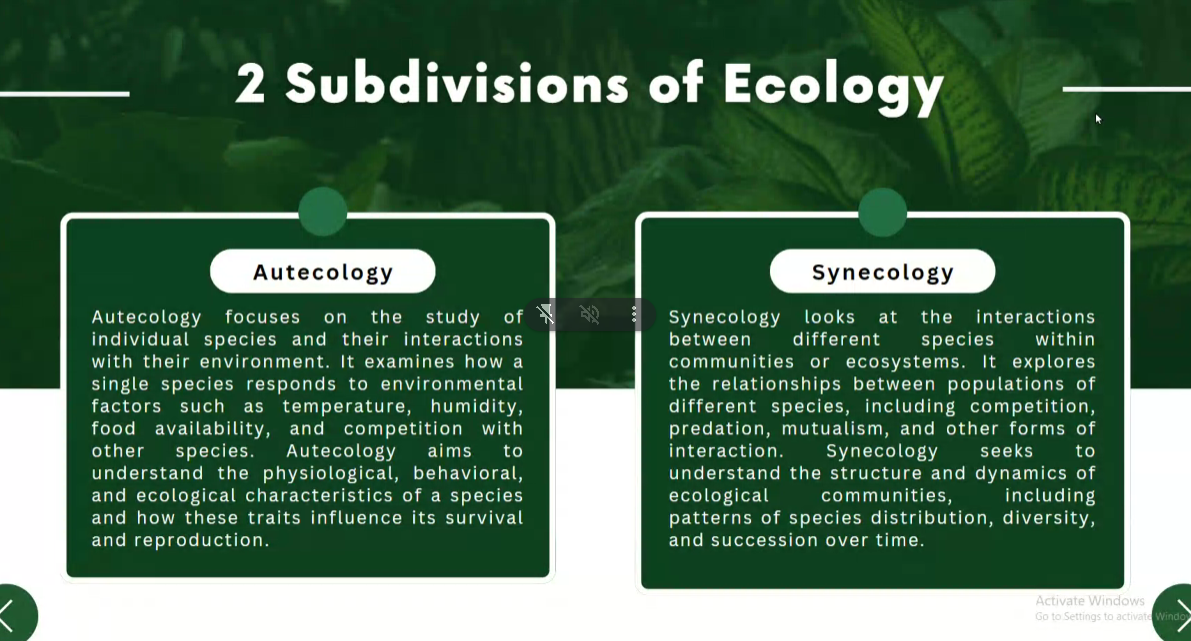 2 Subdivisions of Ecology
Autecology
Autecology focuses on the study of
individual species and their interactions
with their environment. It examines how a
single species responds to environmental
factors such as temperature, humidity,
food availability, and competition with
other species. Autecology aims to
understand the physiological, behavioral,
and ecological characteristics of a species
and how these traits influence its survival
and reproduction.
Synecology
Synecology looks at the interactions
between different species within
communities or ecosystems. It explores
the relationships between populations of
different species, including competition,
predation, mutualism, and other forms of
interaction. Synecology seeks to
understand the structure and dynamics of
ecological communities, including
patterns of species distribution, diversity,
and succession over time.
Activate Windows
Go to Settings to activate Windo